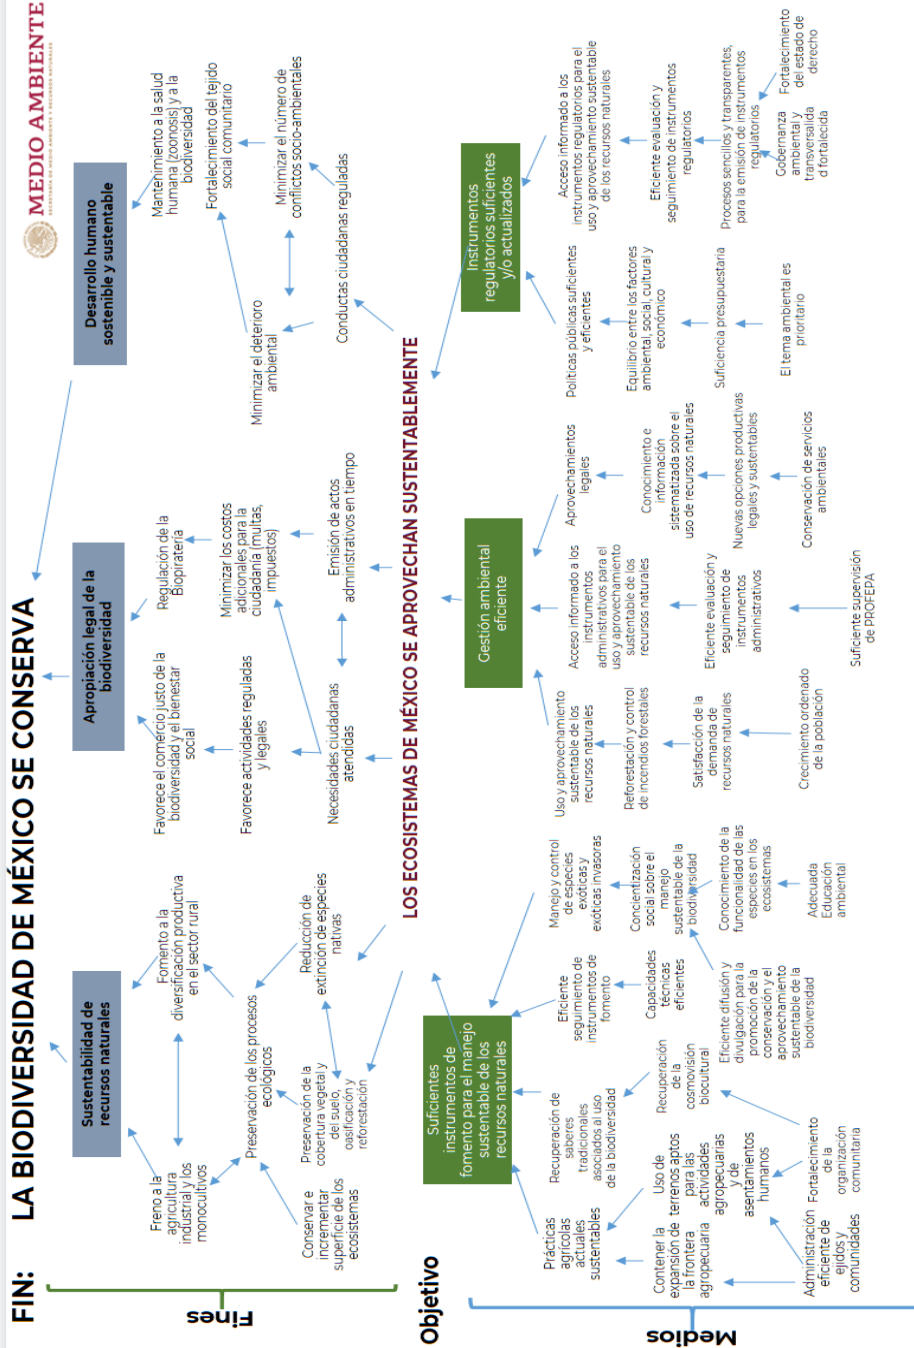 MEDIO AMBIENTE
SECRETARÍA DE MEDIO AMBIENTE Y RECURSOS NATURALES
FIN:
LA BIODIVERSIDAD DE MÉXICO SE CONSERVA
Fines
Sustentabilidad de
recursos naturales
Apropiación legal de la
biodiversidad
Desarrollo humano
sostenible y sustentable
Freno a la
agricultura
industrial y los
monocultivos
Fomento a la
diversificación productiva
en el sector rural
Favorece el comercio justo de la
biodiversidad y el bienestar
social
Regulación de la
Biopiratería
Mantenimiento a la salud
humana (zoonosis) y a la
biodiversidad
Fortalecimiento del tejido
social comunitario
Preservación de los procesos
ecológicos
Favorece actividades reguladas
y legales
Minimizar los costos
adicionales para la
ciudadanía (multas,
impuestos)
Minimizar el deterioro
ambiental
Minimizar el número de
conflictos socio-ambientales
Conservar e
incrementar
superficie de los
ecosistemas
Preservación de la
cobertura vegetal y
del suelo,
oasificación y
reforestación
Reducción de
extinción de especies
nativas
Necesidades ciudadanas
atendidas
Emisión de actos
administrativos en tiempo
Conductas ciudadanas reguladas
Objetivo
LOS ECOSISTEMAS DE MÉXICO SE APROVECHAN SUSTENTABLEMENTE
Medios
Suficientes
instrumentos de
fomento para el manejo
sustentable de los
recursos naturales
Gestión ambiental
eficiente
Instrumentos
regulatorios suficientes
y/o actualizados
Prácticas
agrícolas
actuales
sustentables
Recuperación de
saberes
tradicionales
asociados al uso
de la biodiversidad
Eficiente
seguimiento de
instrumentos de
fomento
Manejo y control
de especies
exóticas y
exóticas invasoras
Uso y aprovechamiento
sustentable de los
recursos naturales
Acceso informado a los
instrumentos
administrativos para el
uso y aprovechamiento
sustentable de los
recursos naturales
Aprovechamientos
legales
Políticas públicas suficientes
y eficientes
Acceso informado a los
instrumentos regulatorios para el
uso y aprovechamiento sustentable
de los recursos naturales
Contener la
expansión de
la frontera
agropecuaria
Uso de
terrenos aptos
para las
actividades
agropecuarias
y de
asentamientos
humanos
Recuperación
de la
cosmovisión
biocultural
Capacidades
técnicas
eficientes
Concientización
social sobre el
manejo
sustentable de la
biodiversidad
Reforestación y control
de incendios forestales
Conocimiento e
información
sistematizada sobre el
uso de recursos naturales
Equilibrio entre los factores
ambiental, social, cultural y
económico
Eficiente evaluación y
seguimiento de instrumentos
regulatorios
Eficiente difusión y
divulgación para la
promoción de la
conservación y el
aprovechamiento
sustentable de la
biodiversidad
Conocimiento de la
funcionalidad de las
especies en los
ecosistemas
Satisfacción de la
demanda de
recursos naturales
Eficiente evaluación y
seguimiento de
instrumentos
administrativos
Nuevas opciones productivas
legales y sustentables
Suficiencia presupuestaria
Procesos sencillos y transparentes,
para la emisión de instrumentos
regulatorios
Administración
eficiente de
ejidos y
comunidades
Fortalecimiento
de la
organización
comunitaria
Adecuada
Educación
ambiental
Crecimiento ordenado
de la población
Suficiente supervisión
de PROFEPA
Conservación de servicios
ambientales
El tema ambiental es
prioritario
Gobernanza
ambiental y
transversalida
d fortalecida
Fortalecimiento
del estado de
derecho